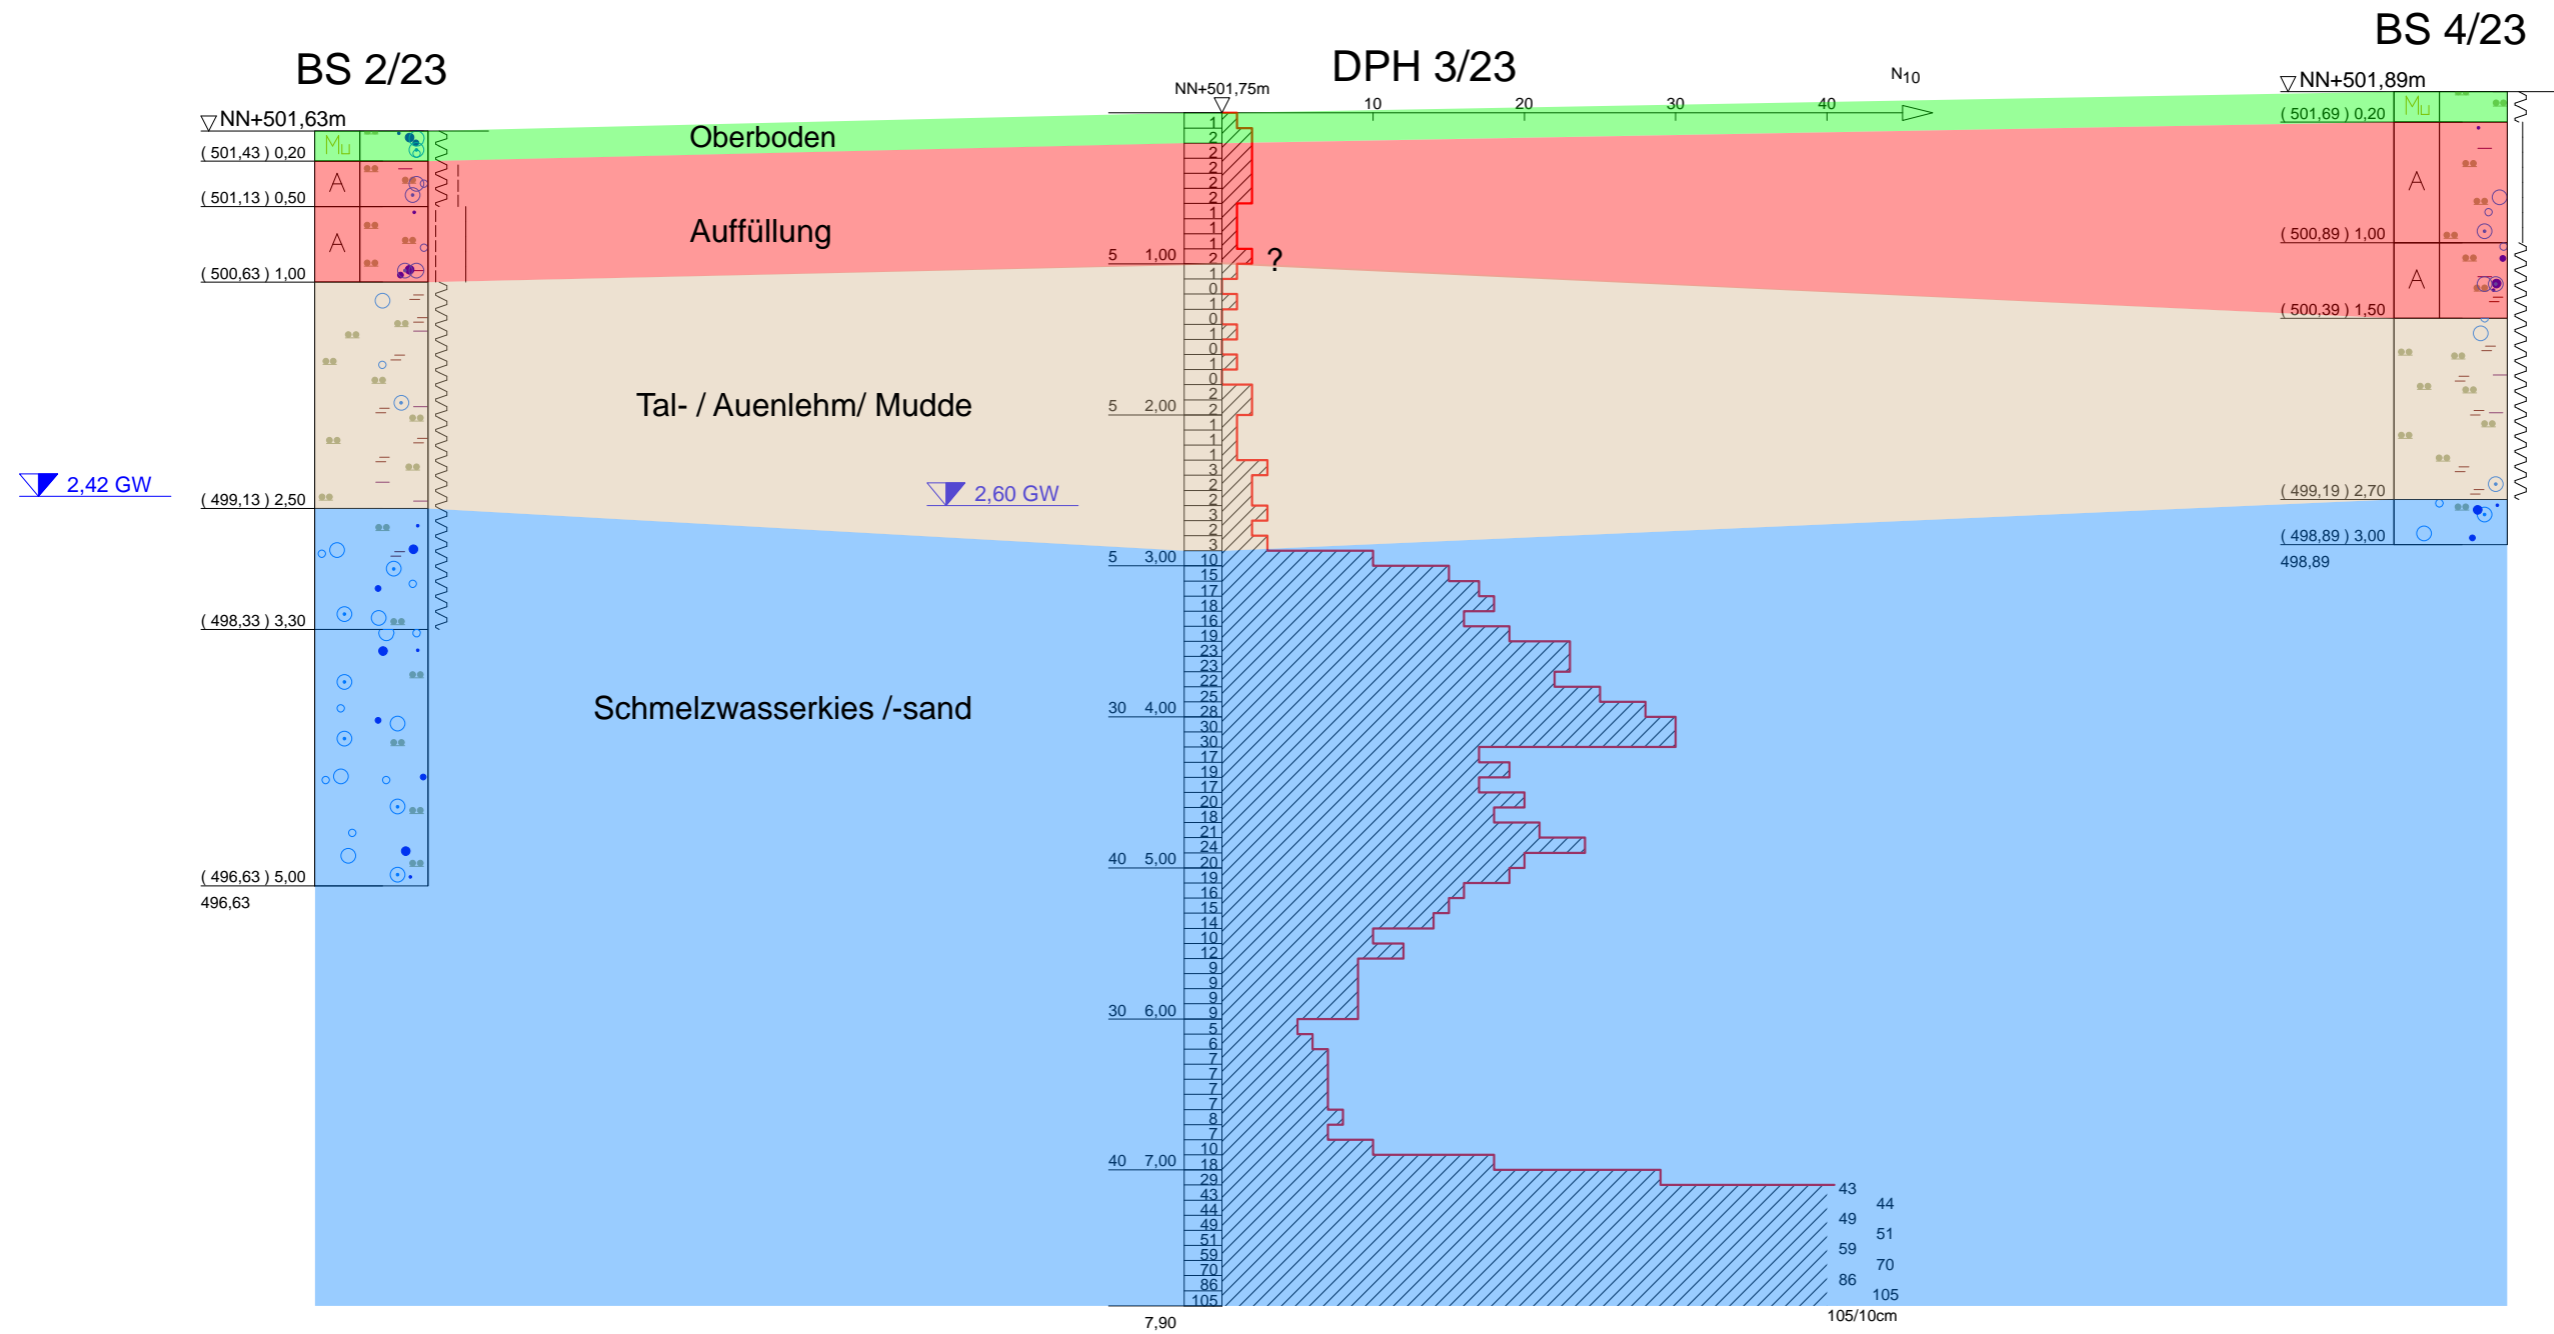 BS 2/23
DPH 3/23
BS 4/23
NN+501,63m
NN+501,75m
N10
NN+501,89m
10 20 30 40
Mu
( 501,43 ) 0,20
A
( 501,13 ) 0,50
A
( 500,63 ) 1,00
( 499,13 ) 2,50
( 498,33 ) 3,30
( 496,63 ) 5,00
496,63
2,42 GW
Oberboden
Auffüllung
Tal- / Auenlehm/ Mudde
2,60 GW
Schmelzwasserkies /-sand
1
2
2
2
2
2
1
1
1
5 1,00 2
?
1
0
1
0
1
0
1
0
2
5 2,00 2
1
1
1
3
2
2
3
2
3
5 3,00 10
15
17
18
16
19
23
23
22
25
30 4,00 28
30
30
17
19
17
20
18
21
24
40 5,00 20
19
16
15
14
10
12
9
9
9
30 6,00 9
5
6
7
7
7
7
8
7
10
40 7,00 18
29
43
44
49
51
59
70
86
105
7,90
43
44
49
51
59
70
86
105
105/10cm
Mu
( 501,69 ) 0,20
A
( 500,89 ) 1,00
A
( 500,39 ) 1,50
( 499,19 ) 2,70
( 498,89 ) 3,00
498,89